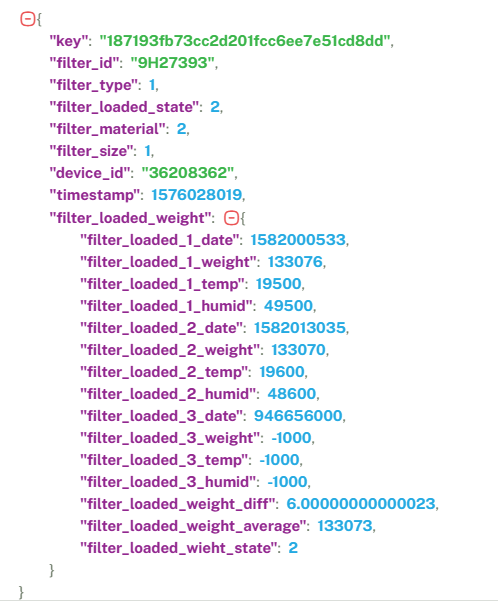 {
"key": "187193fb73cc2d201fcc6ee7e51cd8dd",
"filter_id": "9H27393",
"filter_type": 1,
"filter_loaded_state": 2,
"filter_material": 2,
"filter_size": 1,
"device_id": "36208362",
"timestamp": 1576028019,
"filter_loaded_weight": {
"filter_loaded_1_date": 1582000533,
"filter_loaded_1_weight": 133076,
"filter_loaded_1_temp": 19500,
"filter_loaded_1_humid": 49500,
"filter_loaded_2_date": 1582013035,
"filter_loaded_2_weight": 133070,
"filter_loaded_2_temp": 19600,
"filter_loaded_2_humid": 48600,
"filter_loaded_3_date": 946656000,
"filter_loaded_3_weight": -1000,
"filter_loaded_3_temp": -1000,
"filter_loaded_3_humid": -1000,
"filter_loaded_weight_diff": 6.00000000000023,
"filter_loaded_weight_average": 133073,
"filter_loaded_wieht_state": 2
}
}